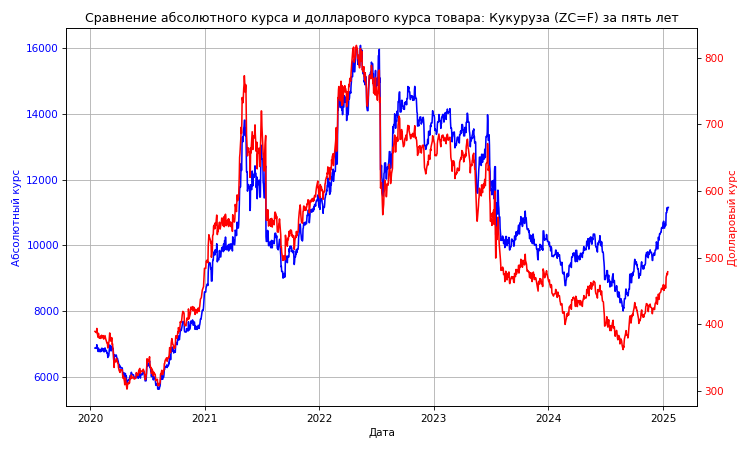 Сравнение абсолютного курса и долларового курса товара: Кукуруза (ZC=F) за пять лет
16000
14000
12000
10000
8000
6000
Абсолютный курс
800
700
600
500
400
300
Долларовый курс
2020 2021 2022 2023 2024 2025
Дата